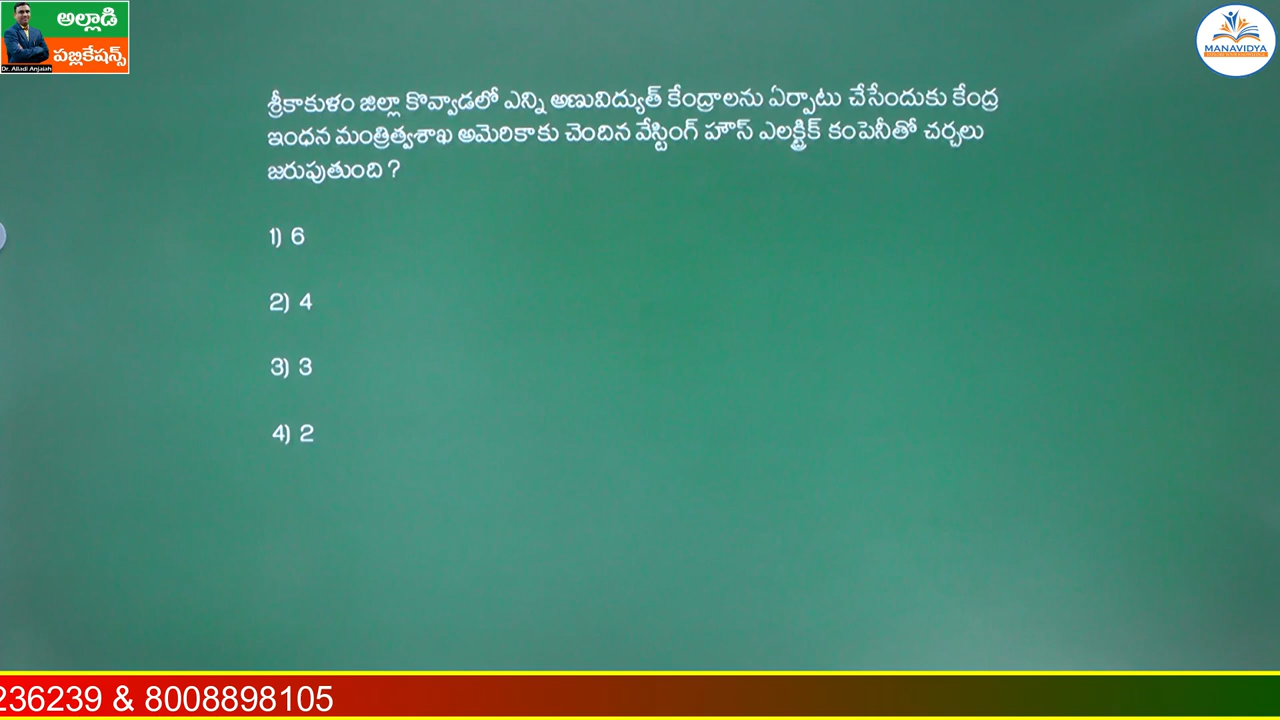 అల్లాడి
పబ్లికేషన్స్
Dr. Alladi Anjaiah
MANAVIDYA
శ్రీకాకుళం జిల్లా కొవ్వాడలో ఎన్ని అణువిద్యుత్ కేంద్రాలను ఏర్పాటు చేసేందుకు కేంద్ర
ఇంధన మంత్రిత్వశాఖ అమెరికాకు చెందిన వేస్టింగ్ హౌస్ ఎలక్ట్రిక్ కంపెనీతో చర్చలు
జరుపుతుంది ?
1) 6
2) 4
3) 3
4) 2
236239 & 8008898105